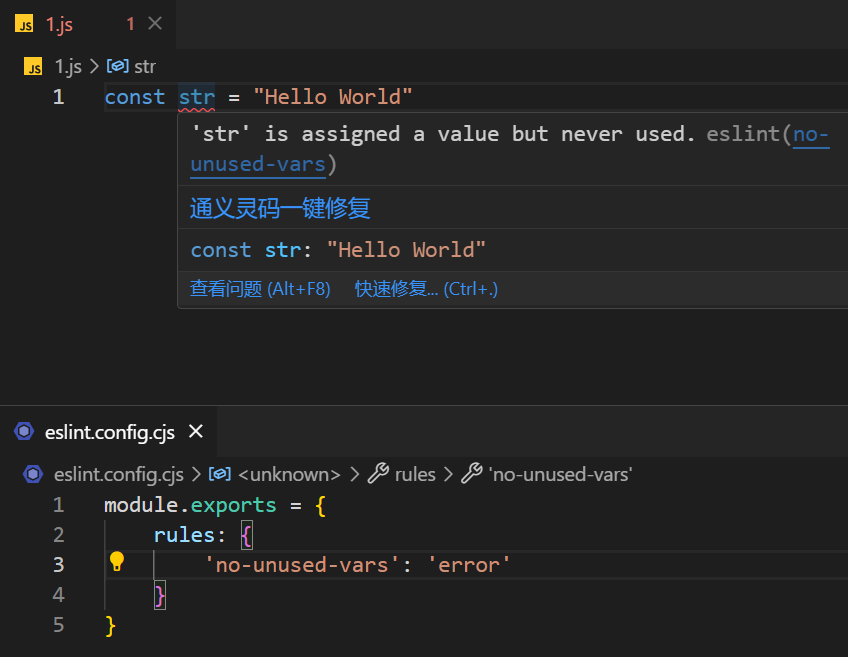 JS 1.js 1
JS 1.js > str
1 const str = "Hello World"
'str' is assigned a value but never used. eslint(no-
unused-vars)
通义灵码一键修复
const str: "Hello World"
查看问题 (Alt+F8) 快速修复... (Ctrl+.)
eslint.config.cjs
eslint.config.cjs > <unknown> > rules > 'no-unused-vars'
1 module.exports = {
2 rules: {
3 'no-unused-vars': 'error'
4 }
5 }